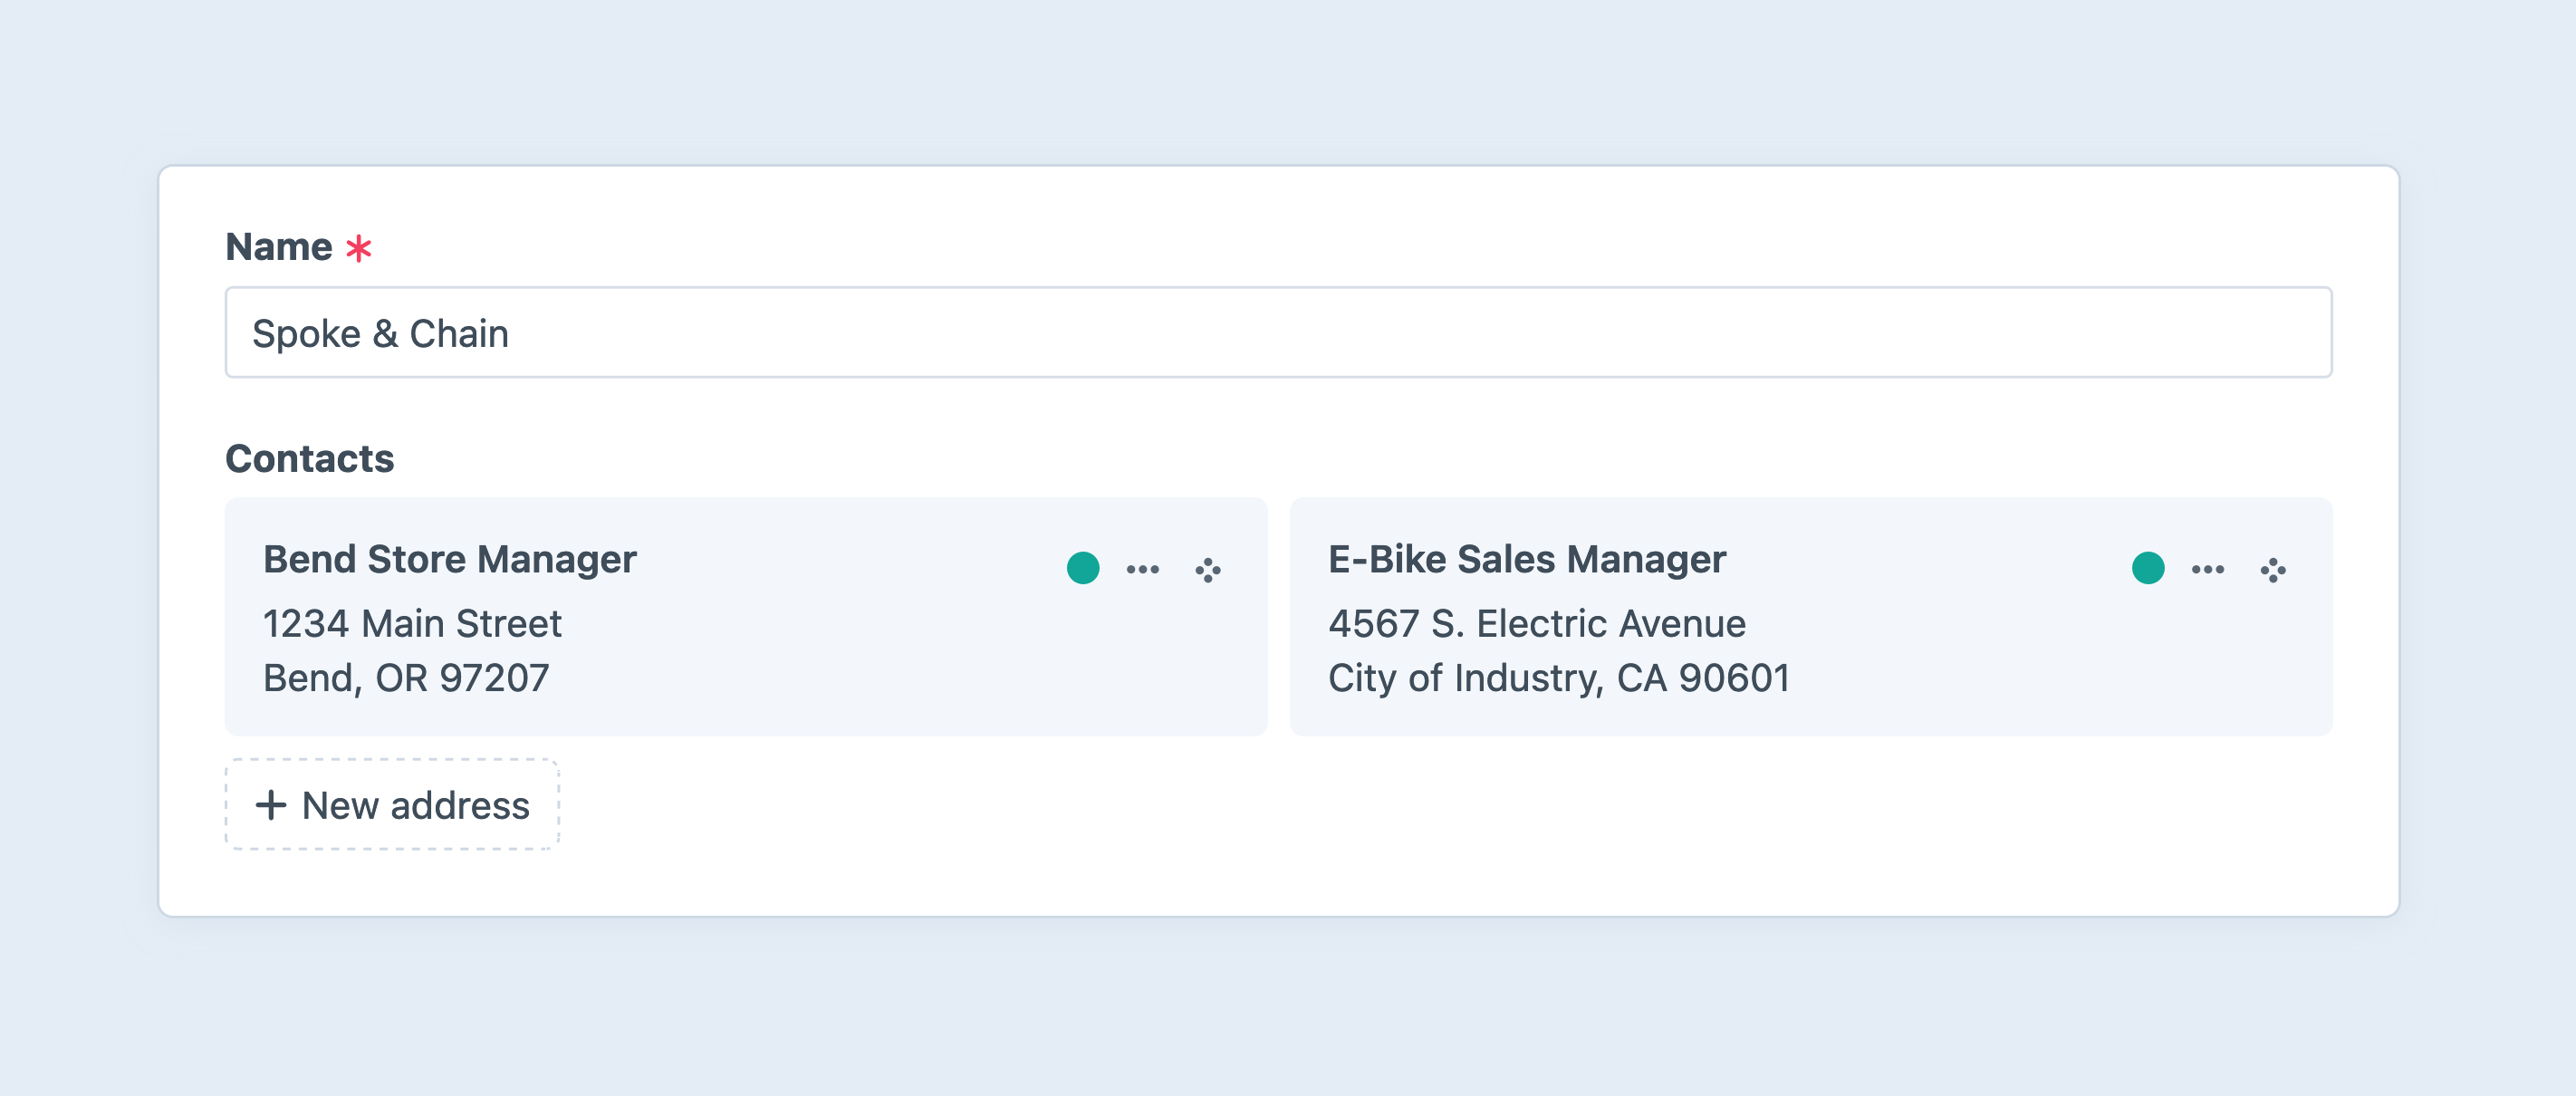 Name *
Spoke & Chain
Contacts
Bend Store Manager
1234 Main Street
Bend, OR 97207
E-Bike Sales Manager
4567 S. Electric Avenue
City of Industry, CA 90601
+ New address